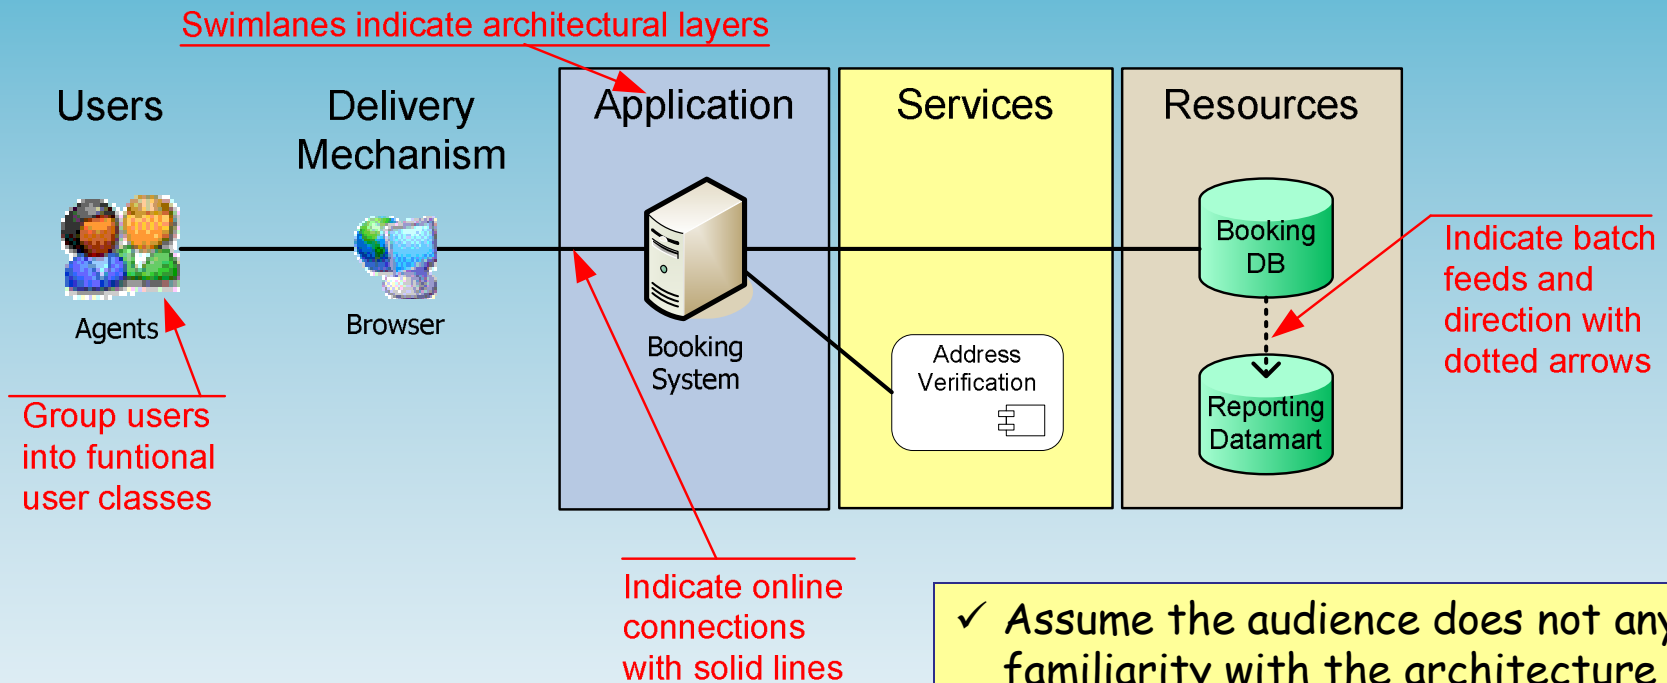 Swimlanes indicate architectural layers
Users
Delivery
Mechanism
Application
Services
Resources
Agents
Browser
Booking
System
Address
Verification
Booking
DB
Reporting
Datamart
Indicate batch
feeds and
direction with
dotted arrows
Group users
into funtional
user classes
Indicate online
connections
with solid lines
✓ Assume the audience does not any
familiarity with the architecture